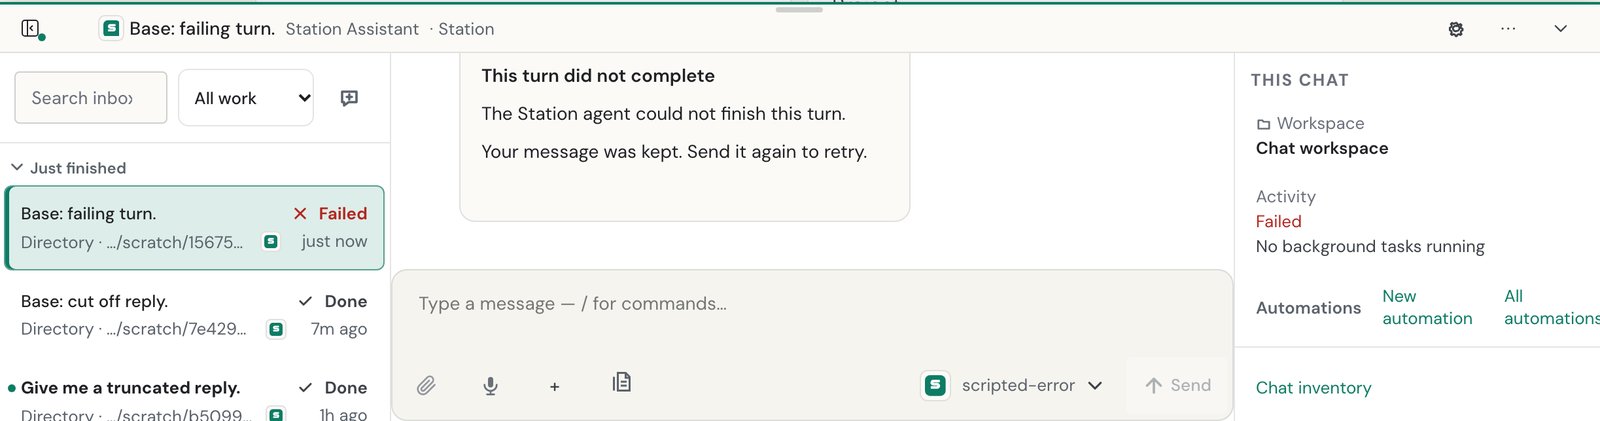 Base: failing turn. Station Assistant · Station
Search inbox
All work
Just finished
Base: failing turn.
Failed
Directory · .../scratch/15675...
just now
Base: cut off reply.
Done
Directory · .../scratch/7e429...
7m ago
Give me a truncated reply.
Done
Directory · .../scratch/b5099...
1h ago
This turn did not complete
The Station agent could not finish this turn.
Your message was kept. Send it again to retry.
Type a message — / for commands...
scripted-error
Send
THIS CHAT
Workspace
Chat workspace
Activity
Failed
No background tasks running
Automations
New automation
All automations
Chat inventory